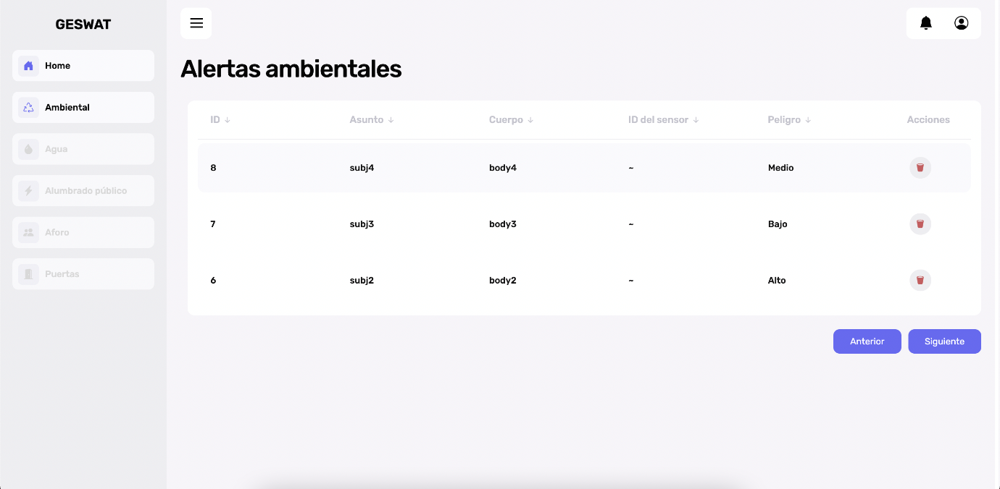 GESWAT
Home
Ambiental
Agua
Alumbrado público
Aforo
Puertas
Alertas ambientales
ID ↓ Asunto ↓ Cuerpo ↓ ID del sensor ↓ Peligro ↓ Acciones
8 subj4 body4 ~ Medio
7 subj3 body3 ~ Bajo
6 subj2 body2 ~ Alto
Anterior Siguiente